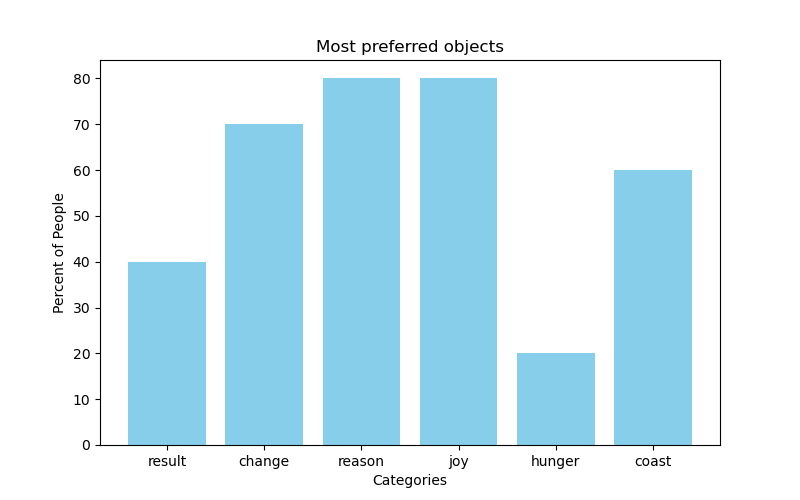 Most preferred objects
Percent of People
80
70
60
50
40
30
20
10
0
result change reason joy hunger coast
Categories